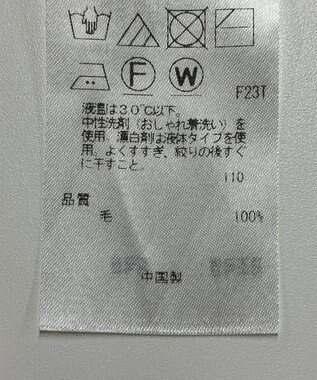 F W
F23T
液温は30℃以下。
中性洗剤（おしゃれ着洗い）を
使用。漂白剤は液体タイプを使
用。よくすすぎ、絞りの後すぐ
に干すこと。
110
品質
毛 100%
中国製